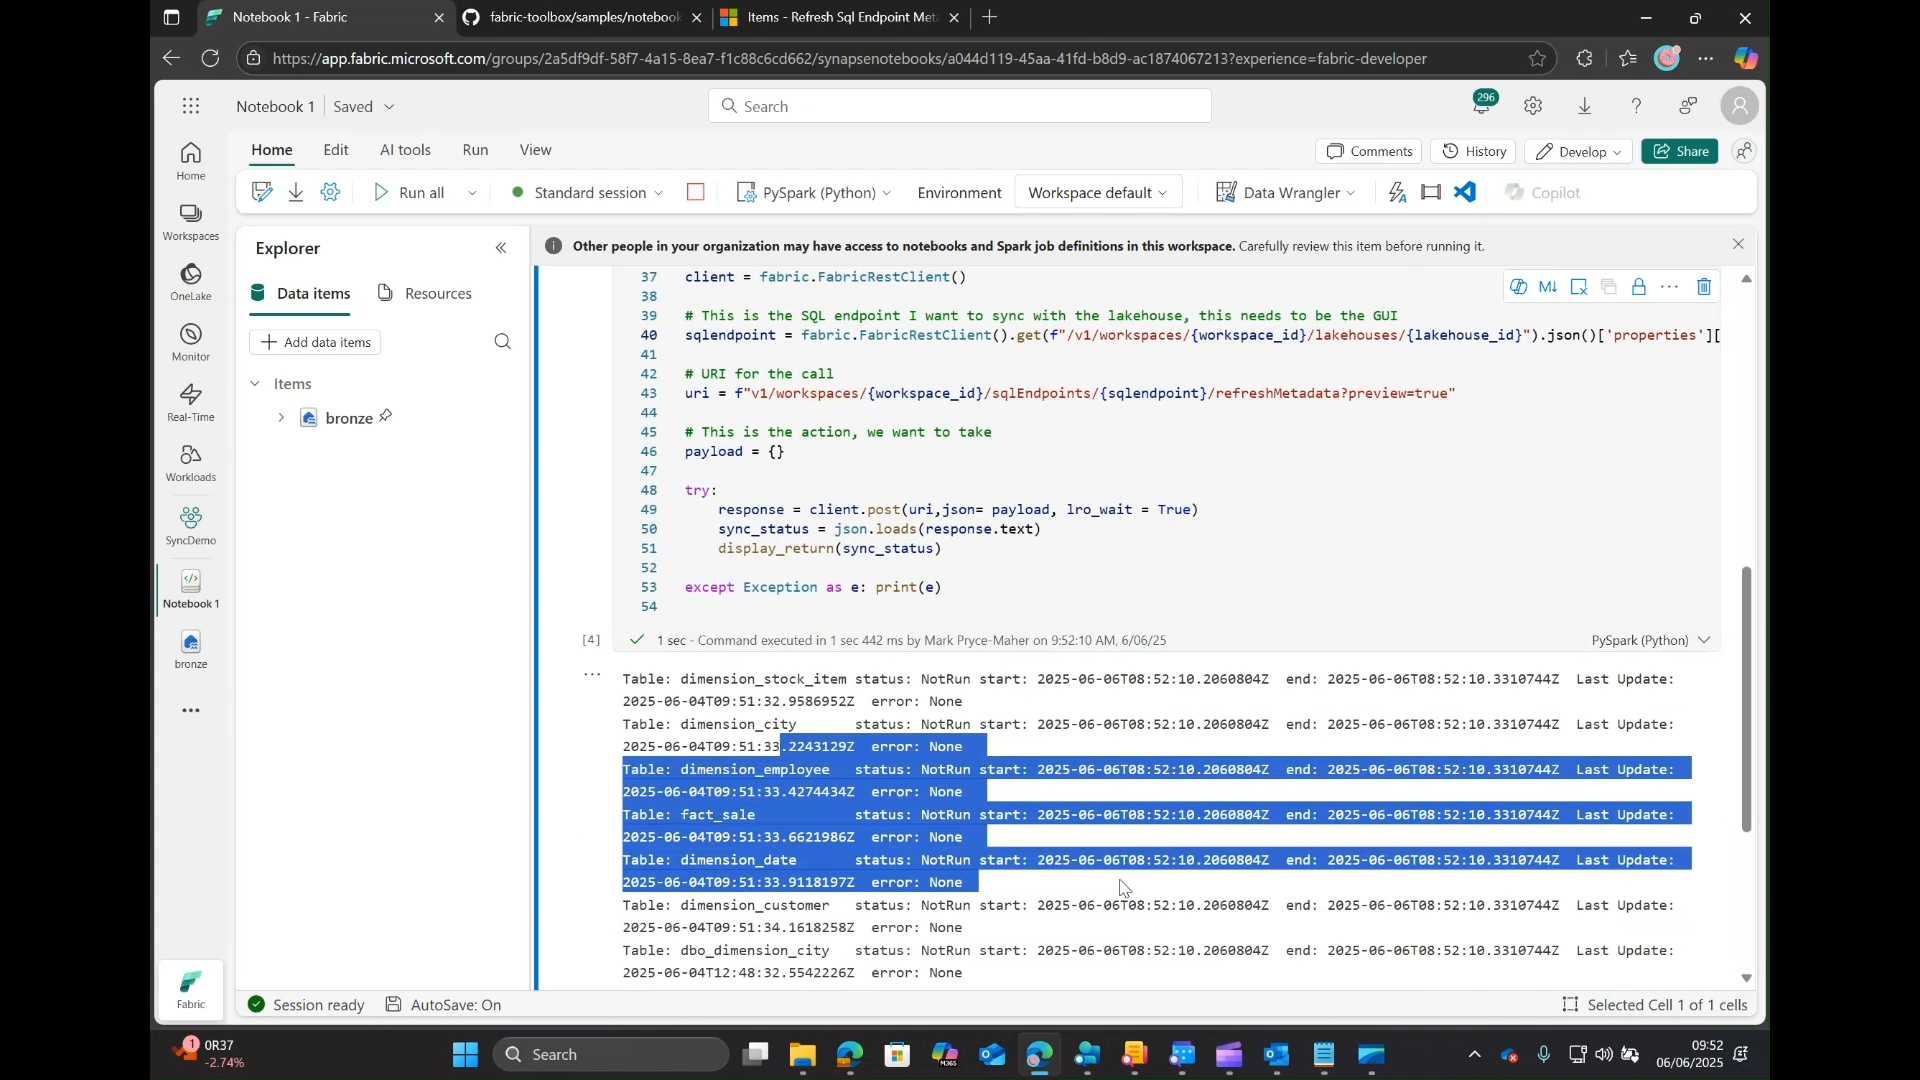 Notebook 1 - Fabric
fabric-toolbox/samples/notebook
Items - Refresh Sql Endpoint Met
https://app.fabric.microsoft.com/groups/2a5df9df-58f7-4a15-8ea7-f1c88c6cd662/synapsenotebooks/a044d119-45aa-41fd-b8d9-ac1874067213?experience=fabric-developer
Notebook 1 | Saved
Search
296
Home Edit AI tools Run View
Comments History Develop Share
Run all Standard session PySpark (Python) Environment Workspace default Data Wrangler Copilot
Home
Workspaces
OneLake
Monitor
Real-Time
Workloads
SyncDemo
Notebook 1
bronze
Fabric
Explorer
Data items Resources
Add data items
Items
bronze
Other people in your organization may have access to notebooks and Spark job definitions in this workspace. Carefully review this item before running it.
37 client = fabric.FabricRestClient()
38
39 # This is the SQL endpoint I want to sync with the lakehouse, this needs to be the GUI
40 sqlendpoint = fabric.FabricRestClient().get(f"/v1/workspaces/{workspace_id}/lakehouses/{lakehouse_id}").json()['properties'][
41
42 # URI for the call
43 uri = f"v1/workspaces/{workspace_id}/sqlEndpoints/{sqlendpoint}/refreshMetadata?preview=true"
44
45 # This is the action, we want to take
46 payload = {}
47
48 try:
49 response = client.post(uri,json= payload, lro_wait = True)
50 sync_status = json.loads(response.text)
51 display_return(sync_status)
52
53 except Exception as e: print(e)
54
M↓
[4] 1 sec - Command executed in 1 sec 442 ms by Mark Pryce-Maher on 9:52:10 AM, 6/06/25 PySpark (Python)
Table: dimension_stock_item status: NotRun start: 2025-06-06T08:52:10.2060804Z end: 2025-06-06T08:52:10.3310744Z Last Update:
2025-06-04T09:51:32.9586952Z error: None
Table: dimension_city status: NotRun start: 2025-06-06T08:52:10.2060804Z end: 2025-06-06T08:52:10.3310744Z Last Update:
2025-06-04T09:51:33.2243129Z error: None
Table: dimension_employee status: NotRun start: 2025-06-06T08:52:10.2060804Z end: 2025-06-06T08:52:10.3310744Z Last Update:
2025-06-04T09:51:33.4274434Z error: None
Table: fact_sale status: NotRun start: 2025-06-06T08:52:10.2060804Z end: 2025-06-06T08:52:10.3310744Z Last Update:
2025-06-04T09:51:33.6621986Z error: None
Table: dimension_date status: NotRun start: 2025-06-06T08:52:10.2060804Z end: 2025-06-06T08:52:10.3310744Z Last Update:
2025-06-04T09:51:33.9118197Z error: None
Table: dimension_customer status: NotRun start: 2025-06-06T08:52:10.2060804Z end: 2025-06-06T08:52:10.3310744Z Last Update:
2025-06-04T09:51:34.1618258Z error: None
Table: dbo_dimension_city status: NotRun start: 2025-06-06T08:52:10.2060804Z end: 2025-06-06T08:52:10.3310744Z Last Update:
2025-06-04T12:48:32.5542226Z error: None
Session ready AutoSave: On
Selected Cell 1 of 1 cells
1
0R37
-2.74%
Search
M365
09:52
06/06/2025